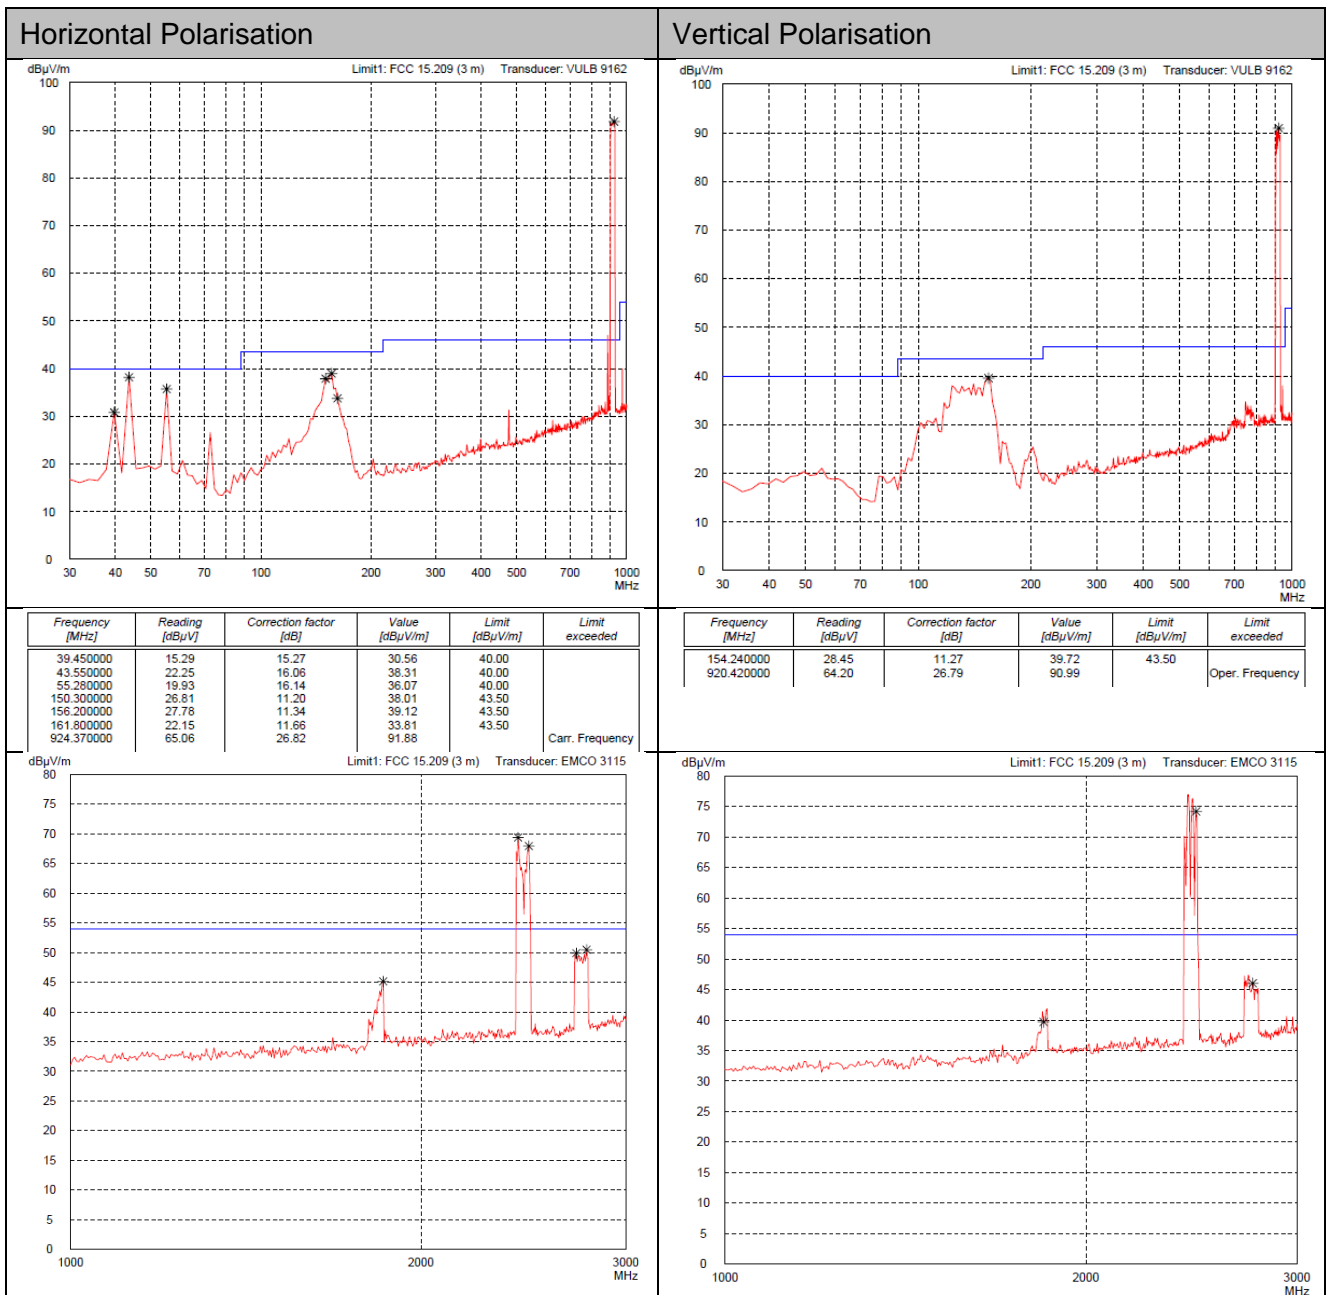 Horizontal Polarisation
Vertical Polarisation
dBµV/m Limit1: FCC 15.209 (3 m) Transducer: VULB 9162
100
90
80
70
60
50
40
30
20
10
0
30 40 50 70 100 200 300 400 500 700 1000
MHz
dBµV/m Limit1: FCC 15.209 (3 m) Transducer: VULB 9162
100
90
80
70
60
50
40
30
20
10
0
30 40 50 70 100 200 300 400 500 700 1000
MHz
Frequency Reading Correction factor Value Limit Limit
[MHz] [dBµV] [dB] [dBµV/m] [dBµV/m] exceeded
39.450000 15.29 15.27 30.56 40.00
43.550000 22.25 16.06 38.31 40.00
55.280000 19.93 16.14 36.07 40.00
150.300000 26.81 11.20 38.01 43.50
156.200000 27.78 11.34 39.12 43.50
161.800000 22.15 11.66 33.81 43.50
924.370000 65.06 26.82 91.88 Carr. Frequency
Frequency Reading Correction factor Value Limit Limit
[MHz] [dBµV] [dB] [dBµV/m] [dBµV/m] exceeded
154.240000 28.45 11.27 39.72 43.50
920.420000 64.20 26.79 90.99 Oper. Frequency
dBµV/m Limit1: FCC 15.209 (3 m) Transducer: EMCO 3115
80
75
70
65
60
55
50
45
40
35
30
25
20
15
10
5
0
1000 2000 3000
MHz
dBµV/m Limit1: FCC 15.209 (3 m) Transducer: EMCO 3115
80
75
70
65
60
55
50
45
40
35
30
25
20
15
10
5
0
1000 2000 3000
MHz